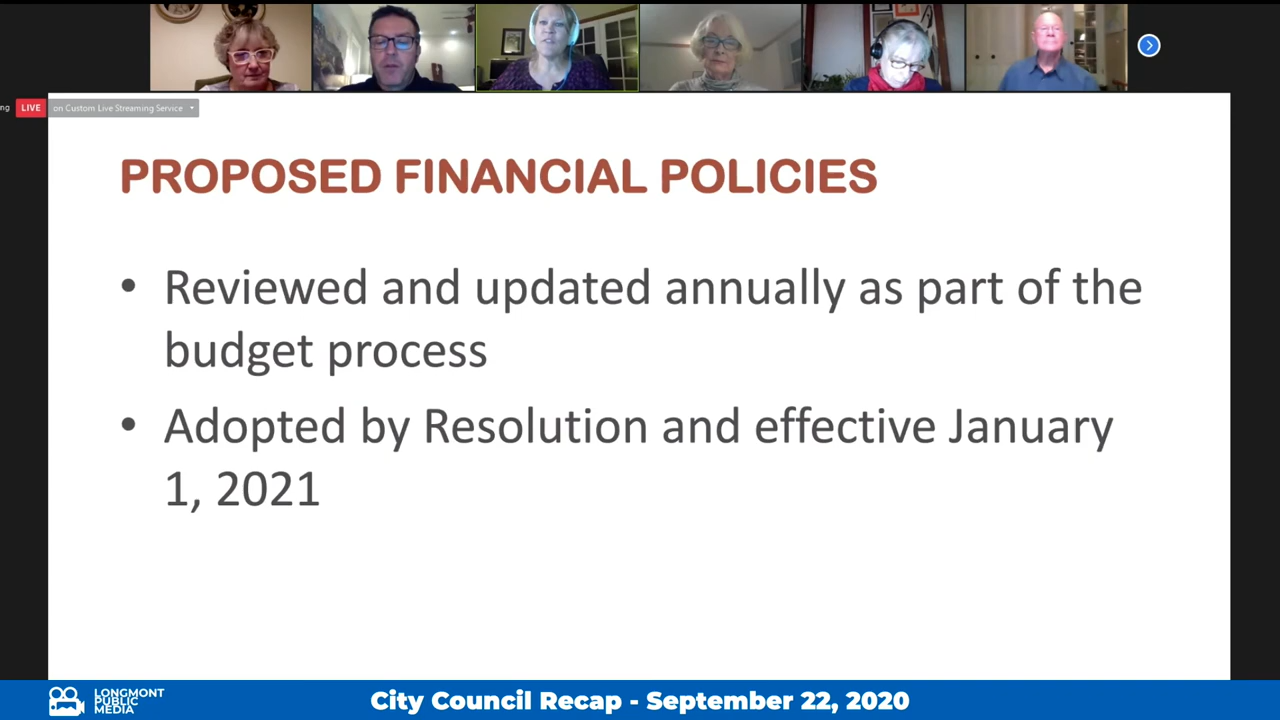 ng LIVE on Custom Live Streaming Service
PROPOSED FINANCIAL POLICIES
• Reviewed and updated annually as part of the
budget process
• Adopted by Resolution and effective January
1, 2021
LONGMONT
PUBLIC
MEDIA
City Council Recap - September 22, 2020